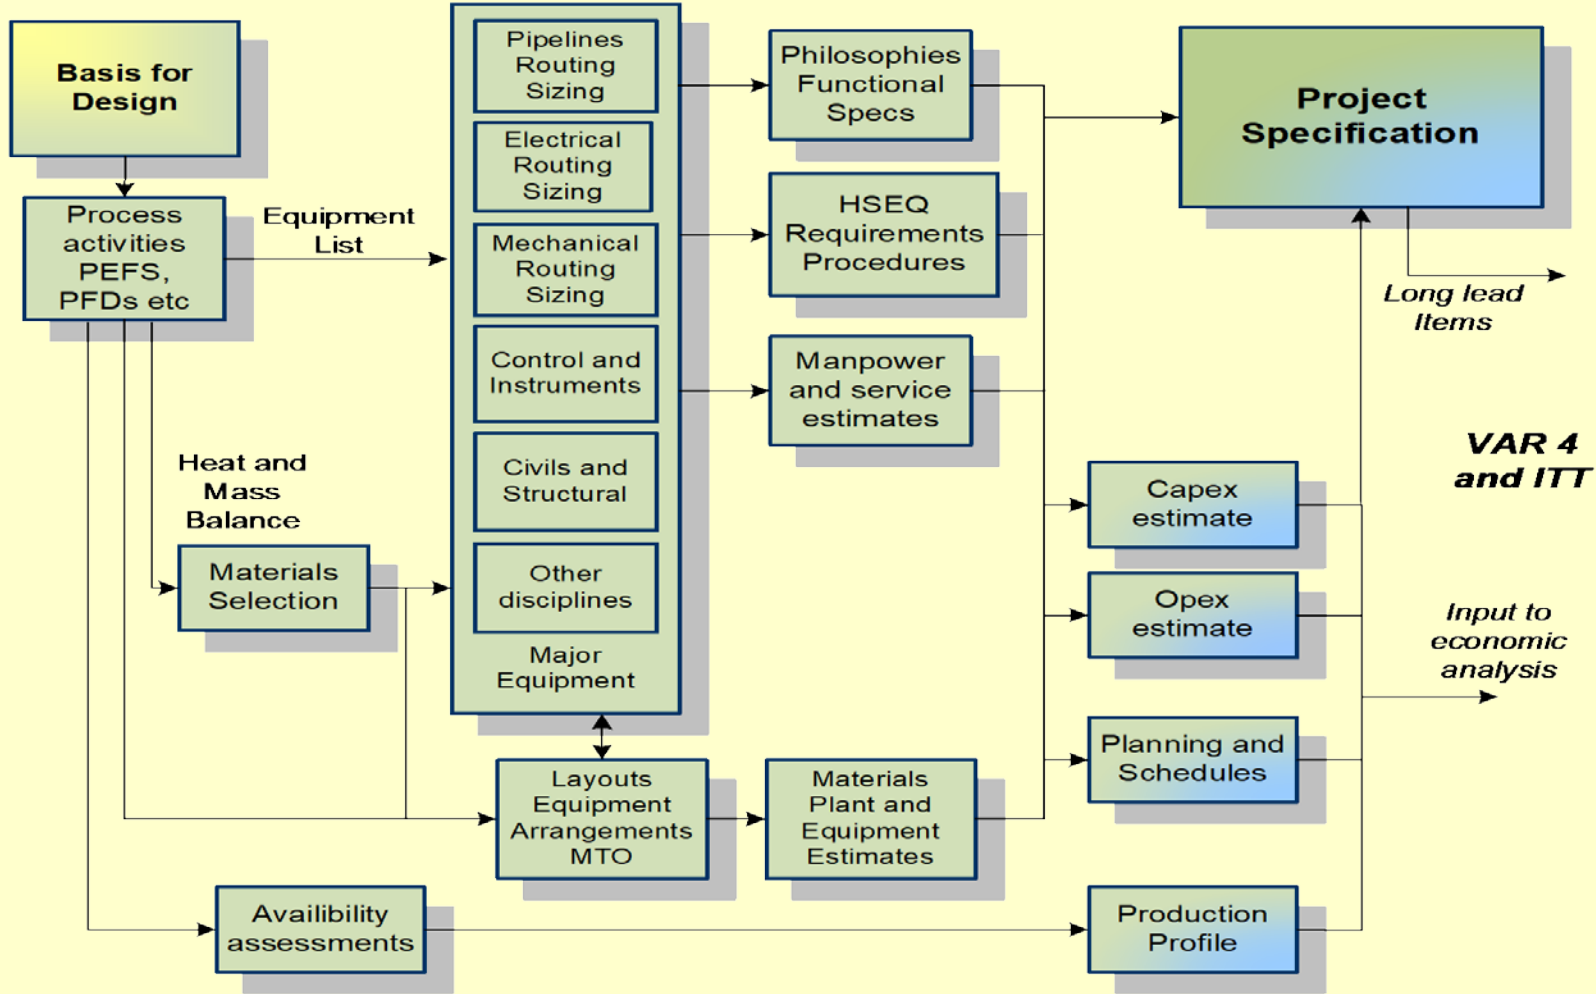 Basis for
Design
Process
activities
PEFS,
PFDs etc
Equipment
List
Heat and
Mass
Balance
Materials
Selection
Availibility
assessments
Pipelines
Routing
Sizing
Electrical
Routing
Sizing
Mechanical
Routing
Sizing
Control and
Instruments
Civils and
Structural
Other
disciplines
Major
Equipment
Layouts
Equipment
Arrangements
MTO
Philosophies
Functional
Specs
HSEQ
Requirements
Procedures
Manpower
and service
estimates
Materials
Plant and
Equipment
Estimates
Project
Specification
Long lead
Items
VAR 4
and ITT
Capex
estimate
Opex
estimate
Planning and
Schedules
Production
Profile
Input to
economic
analysis